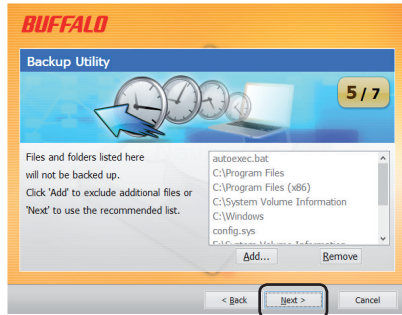 BUFFALO
Backup Utility
5 / 7
Files and folders listed here
will not be backed up.
Click 'Add' to exclude additional files or
'Next' to use the recommended list.
autoexec.bat
C:\Program Files
C:\Program Files (x86)
C:\System Volume Information
C:\Windows
config.sys
Add...
Remove
< Back
Next >
Cancel